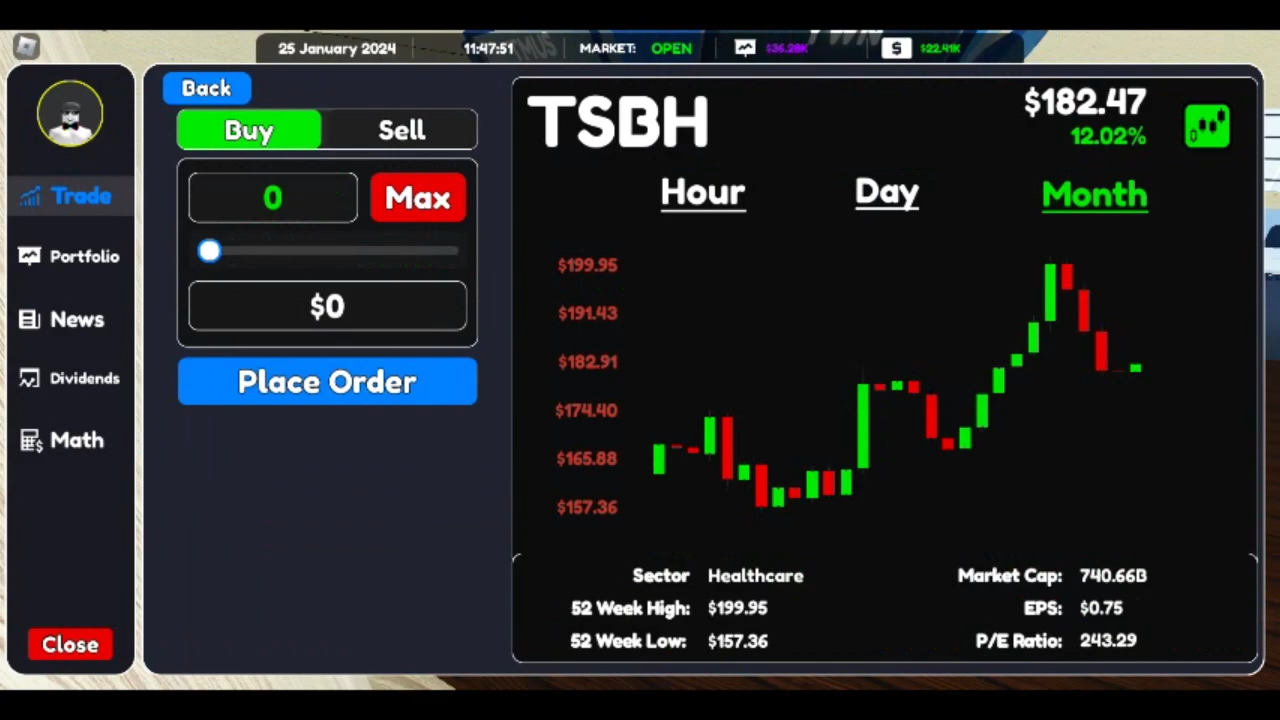 25 January 2024 11:47:51 MARKET: OPEN $36.28K $ $22.41K
Back
Buy Sell
0 Max
$0
Place Order
Trade
Portfolio
News
Dividends
Math
Close
TSBH
$182.47
12.02%
Hour Day Month
$199.95
$191.43
$182.91
$174.40
$165.88
$157.36
Sector Healthcare
52 Week High: $199.95
52 Week Low: $157.36
Market Cap: 740.66B
EPS: $0.75
P/E Ratio: 243.29